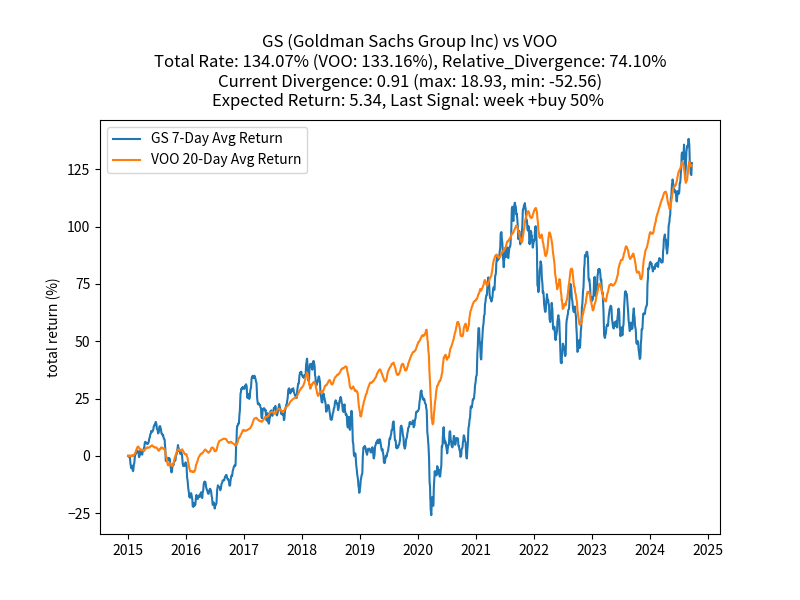 GS (Goldman Sachs Group Inc) vs VOO
Total Rate: 134.07% (VOO: 133.16%), Relative_Divergence: 74.10%
Current Divergence: 0.91 (max: 18.93, min: -52.56)
Expected Return: 5.34, Last Signal: week +buy 50%
GS 7-Day Avg Return
VOO 20-Day Avg Return
total return (%)
125
100
75
50
25
0
−25
2015 2016 2017 2018 2019 2020 2021 2022 2023 2024 2025